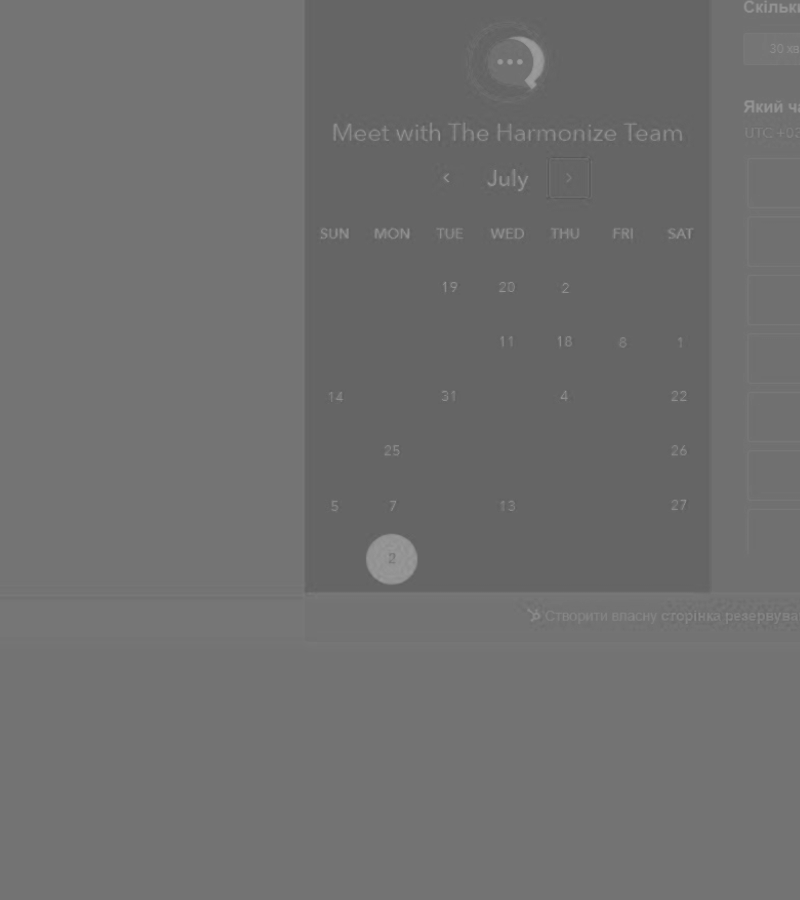 Скільк
30 хв
Meet with The Harmonize Team
Який ч
UTC +03
July
SUN MON TUE WED THU FRI SAT
19 20 2
11 18 8 1
14 31 4 22
25 26
5 7 13 27
2
Створити власну сторінка резервува